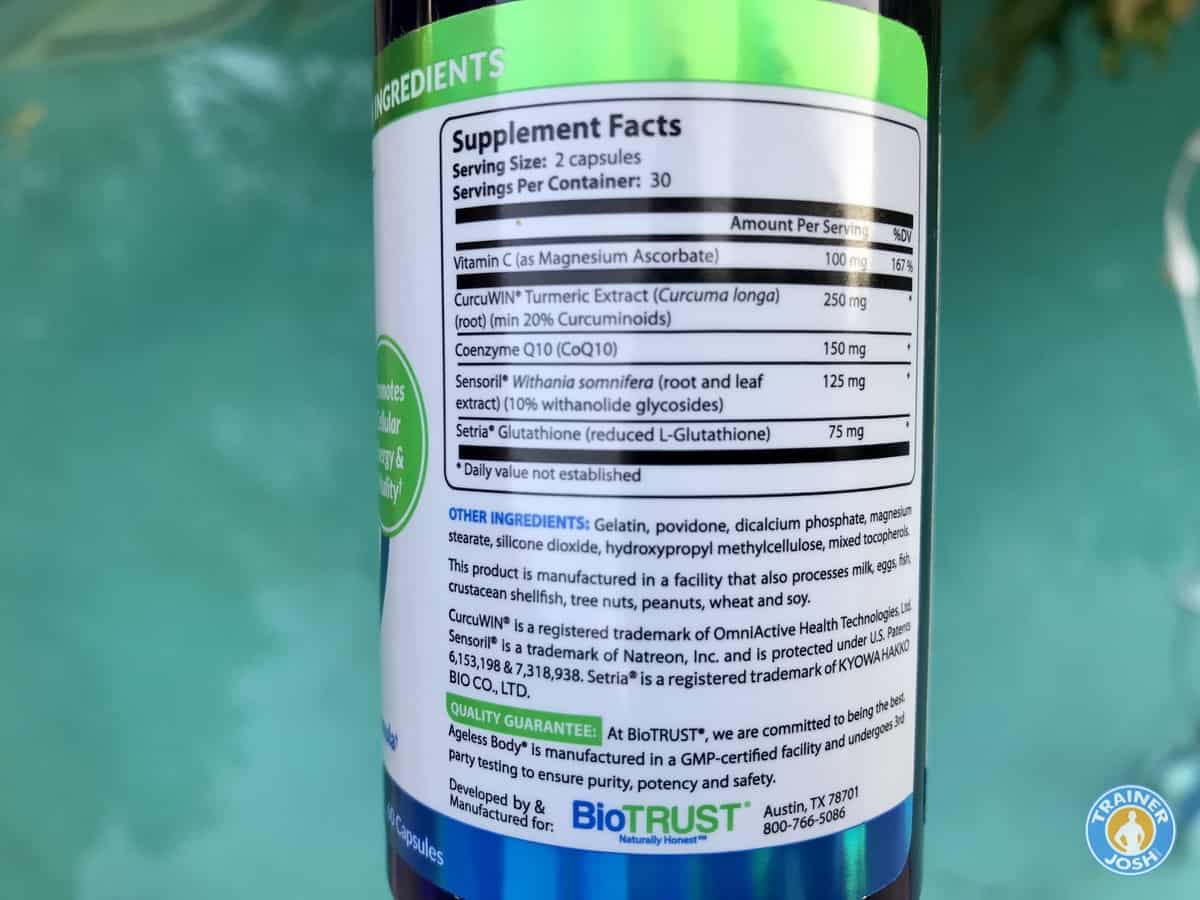 INGREDIENTS
Supplement Facts
Serving Size: 2 capsules
Servings Per Container: 30
Amount Per Serving %DV
Vitamin C (as Magnesium Ascorbate) 100 mg 167 %
CurcuWIN® Turmeric Extract (Curcuma longa) 250 mg *
(root) (min 20% Curcuminoids)
Coenzyme Q10 (CoQ10) 150 mg *
Sensoril® Withania somnifera (root and leaf 125 mg *
extract) (10% withanolide glycosides)
Setria® Glutathione (reduced L-Glutathione) 75 mg *
* Daily value not established
OTHER INGREDIENTS: Gelatin, povidone, dicalcium phosphate, magnesium
stearate, silicone dioxide, hydroxypropyl methylcellulose, mixed tocopherols.
This product is manufactured in a facility that also processes milk, eggs, fish,
crustacean shellfish, tree nuts, peanuts, wheat and soy.
CurcuWIN® is a registered trademark of OmniActive Health Technologies, Ltd.
Sensoril® is a trademark of Natreon, Inc. and is protected under U.S. Patents
6,153,198 & 7,318,938. Setria® is a registered trademark of KYOWA HAKKO
BIO CO., LTD.
QUALITY GUARANTEE: At BioTRUST®, we are committed to being the best.
Ageless Body® is manufactured in a GMP-certified facility and undergoes 3rd
party testing to ensure purity, potency and safety.
Developed by &
Manufactured for:
BioTRUST®
Naturally Honest™
Austin, TX 78701
800-766-5086
Capsules
TRAINER
JOSH